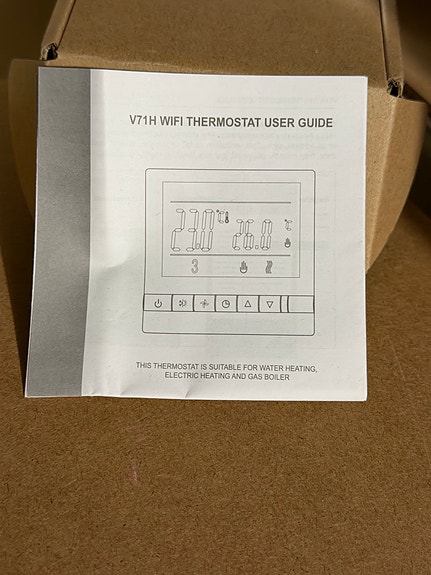 V71H WIFI THERMOSTAT USER GUIDE
23.0 °C 26.8 °C
3
THIS THERMOSTAT IS SUITABLE FOR WATER HEATING,
ELECTRIC HEATING AND GAS BOILER